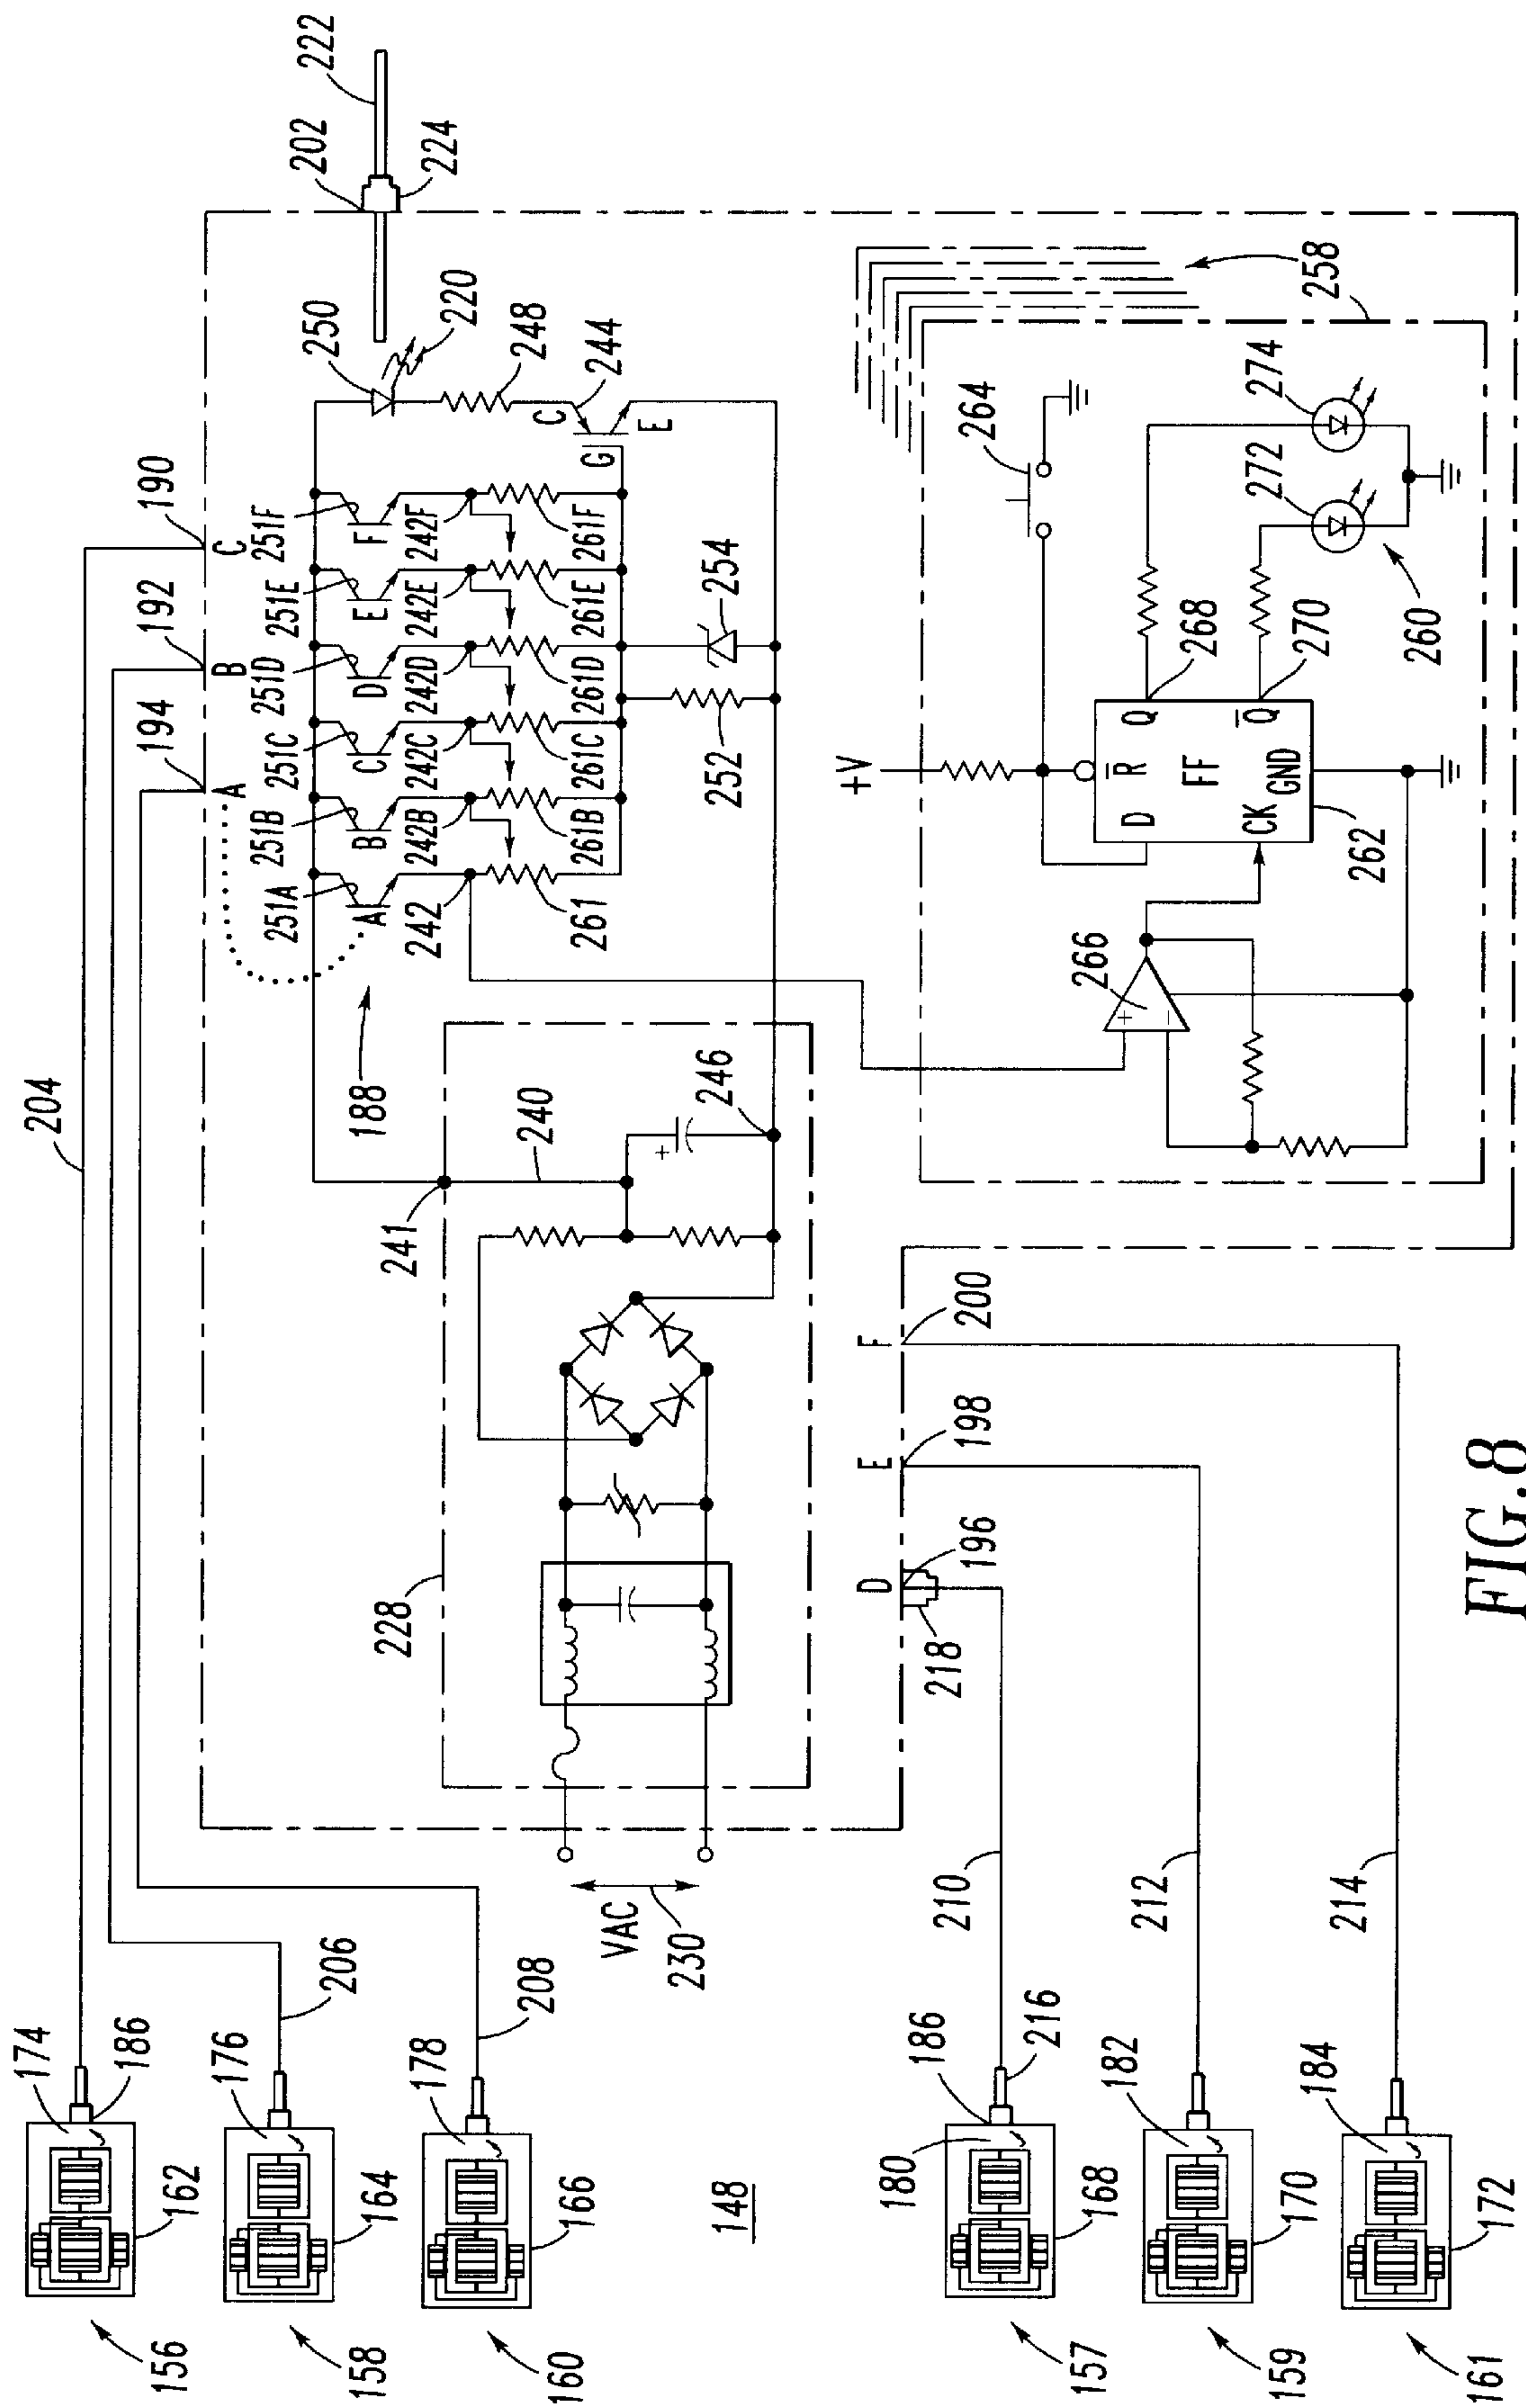 FIG.8
148
156
162
174
186
204
158
164
176
206
160
166
178
208
157
168
180
186
216
210
159
170
182
212
161
172
184
214
VAC
230
228
241
240
246
188
194
A
192
B
190
C
D
196
218
E
198
F
200
251A
251B
251C
251D
251E
251F
A
B
C
D
E
F
242
242B
242C
242D
242E
242F
261
261B
261C
261D
261E
261F
252
254
250
220
248
244
C
G
E
202
224
222
258
+V
264
266
+
−
+
D
R
Q
FF
CK
GND
Q
262
268
270
272
274
260